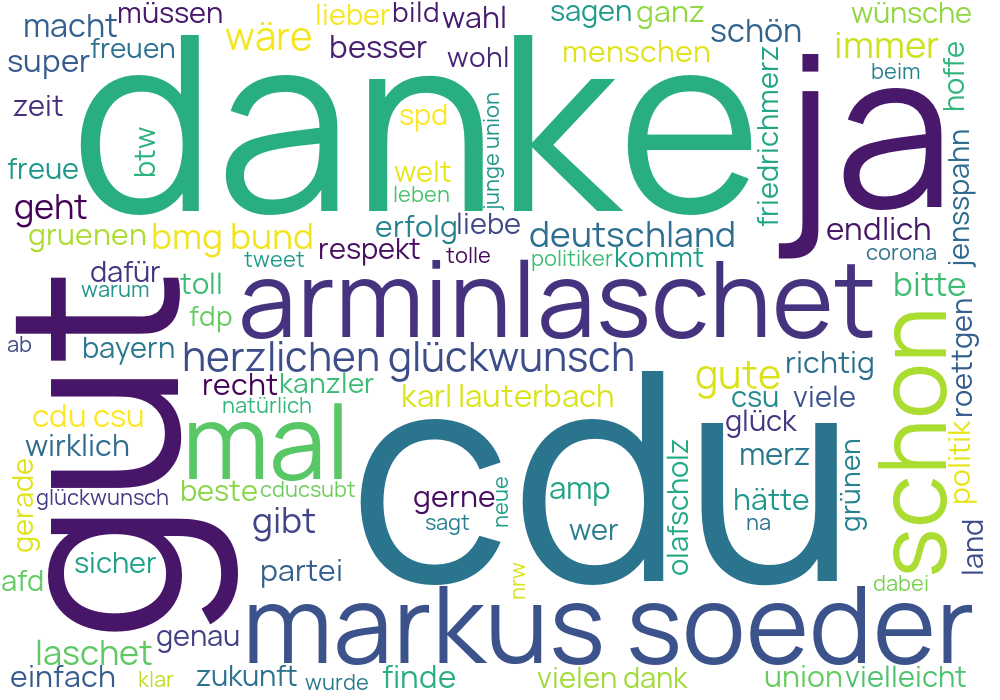 macht
müssen
lieber
bild
wahl
sagen
ganz
schön
wünsche
super
freuen
wäre
besser
wohl
menschen
immer
beim
hoffe
zeit
danke
ja
btw
spd
junge union
friedrichmerz
freue
welt
leben
jensspahn
geht
gruenen
bmg bund
respekt
erfolg
liebe
deutschland
endlich
corona
dafür
tweet
tolle
politiker
kommt
warum
toll
arminlaschet
bitte
fdp
ab
bayern
gut
herzlichen glückwunsch
richtig
schon
roettgen
recht
kanzler
gute
csu
viele
cdu csu
natürlich
karl lauterbach
glück
wirklich
mal
cdu
merz
politik
gerade
glückwunsch
beste
cducsubt
gerne
neue
amp
olafscholz
hätte
grünen
gibt
sagt
wer
na
land
sicher
afd
partei
nrw
dabei
markus soeder
genau
laschet
einfach
klar
zukunft
wurde
finde
vielen dank
union
vielleicht